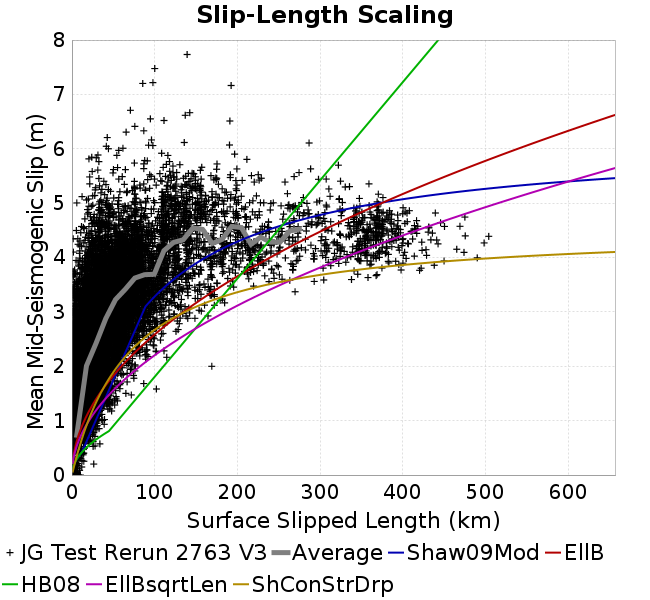 Slip-Length Scaling
Mean Mid-Seismogenic Slip (m)
8
7
6
5
4
3
2
1
0
0 100 200 300 400 500 600
Surface Slipped Length (km)
JG Test Rerun 2763 V3 Average Shaw09Mod EllB
HB08 EllBsqrtLen ShConStrDrp